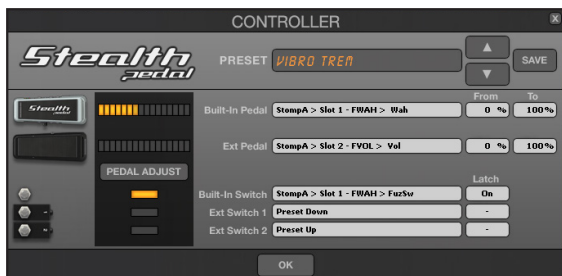 CONTROLLER
x
Stealth pedal
PRESET VIBRO TREM
SAVE
From To
Stealth pedal
Built-In Pedal StompA > Slot 1 - FWAH > Wah 0 % 100%
Ext Pedal StompA > Slot 2 - FVOL > Vol 0 % 100%
PEDAL ADJUST
Latch
Built-In Switch StompA > Slot 1 - FWAH > FuzSw On
Ext Switch 1 Preset Down -
Ext Switch 2 Preset Up -
OK